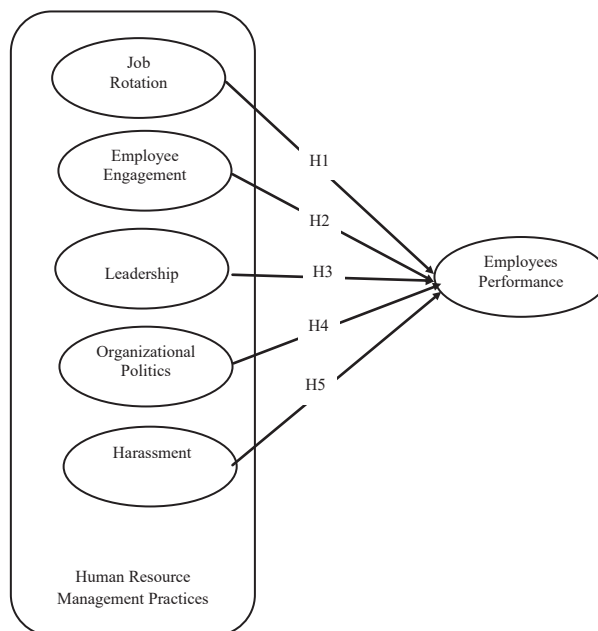 Job
Rotation
H1
Employee
Engagement
H2
Employees
Performance
Leadership
H3
H4
Organizational
Politics
H5
Harassment
Human Resource
Management Practices